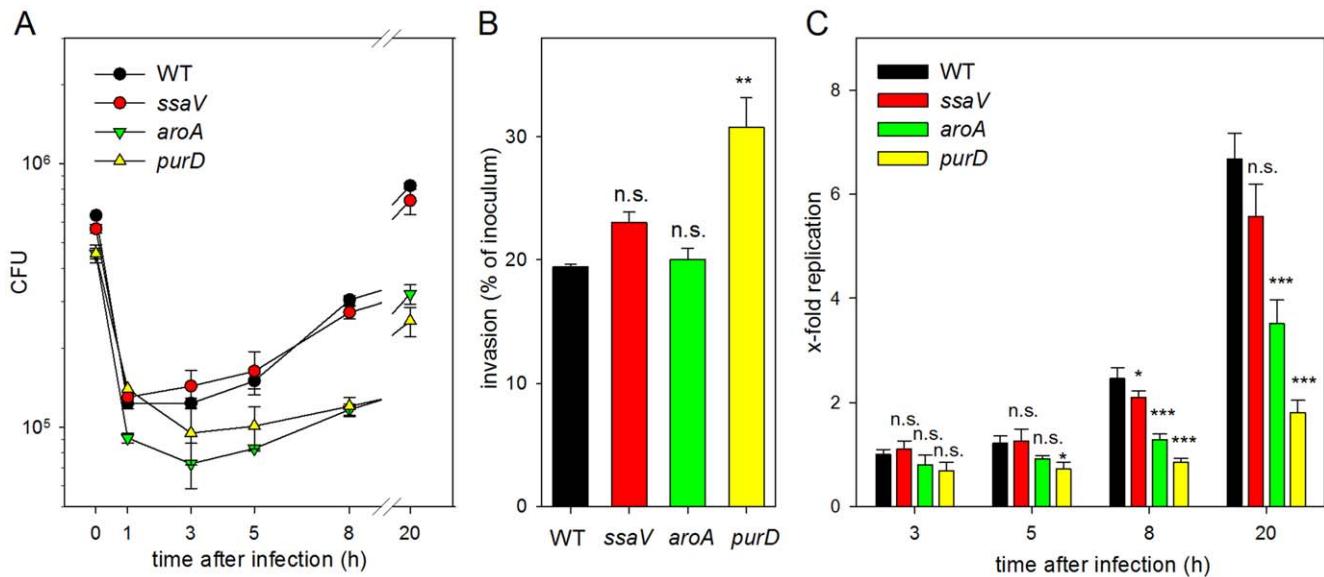 A
WT
ssaV
aroA
purD
CFU
10⁶
10⁵
0 1 3 5 8 20
time after infection (h)
B
invasion (% of inoculum)
30
20
10
0
n.s.
n.s.
**
WT ssaV aroA purD
C
WT
ssaV
aroA
purD
x-fold replication
8
6
4
2
0
n.s.
n.s.
n.s.
n.s.
n.s.
*
*
***
***
n.s.
***
***
3 5 8 20
time after infection (h)